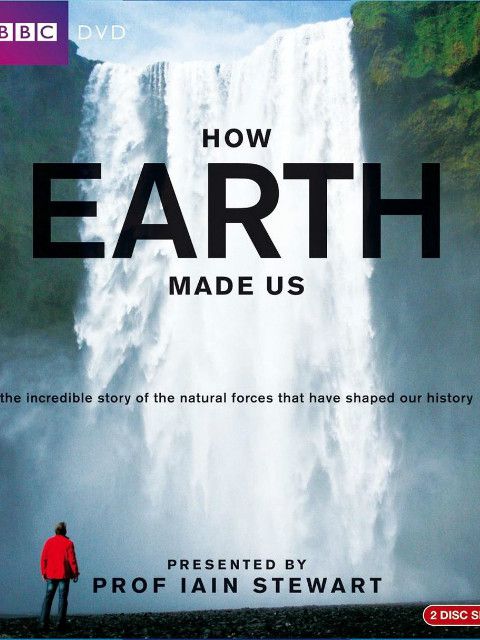 BBC DVD
HOW
EARTH
MADE US
the incredible story of the natural forces that have shaped our history
PRESENTED BY
PROF IAIN STEWART
2 DISC S